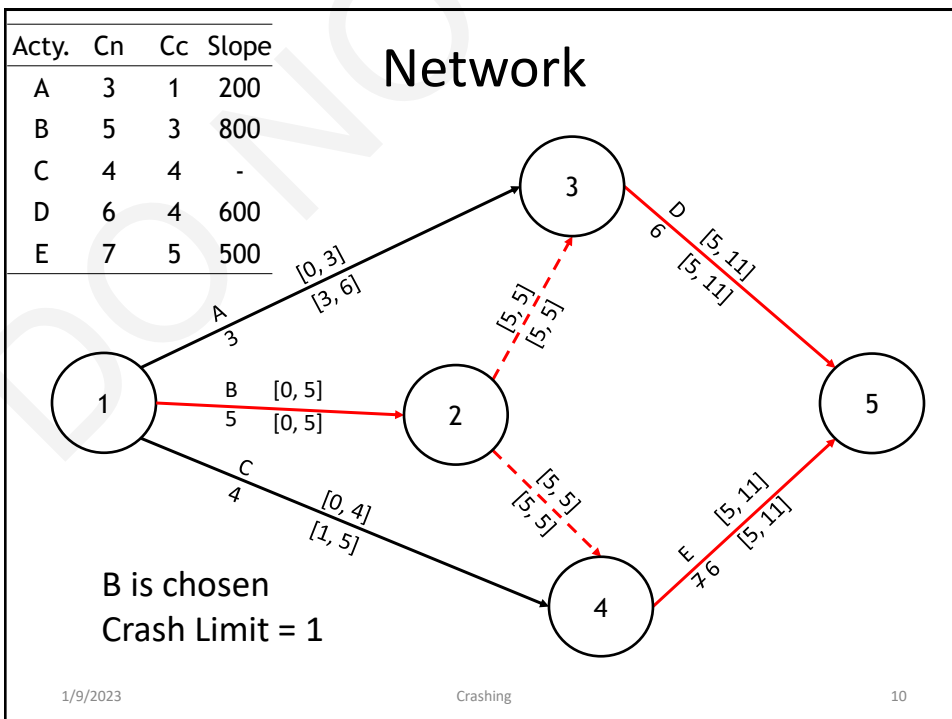 Acty. Cn Cc Slope
A 3 1 200
B 5 3 800
C 4 4 -
D 6 4 600
E 7 5 500
Network
DO NO
3
D
6
[5, 11]
[5, 11]
[0, 3]
[3, 6]
A
3
[5, 5]
[5, 5]
1
B
5
[0, 5]
[0, 5]
2
5
C
4
[0, 4]
[1, 5]
[5, 5]
[5, 5]
[5, 11]
[5, 11]
E
7 6
4
B is chosen
Crash Limit = 1
1/9/2023
Crashing
10